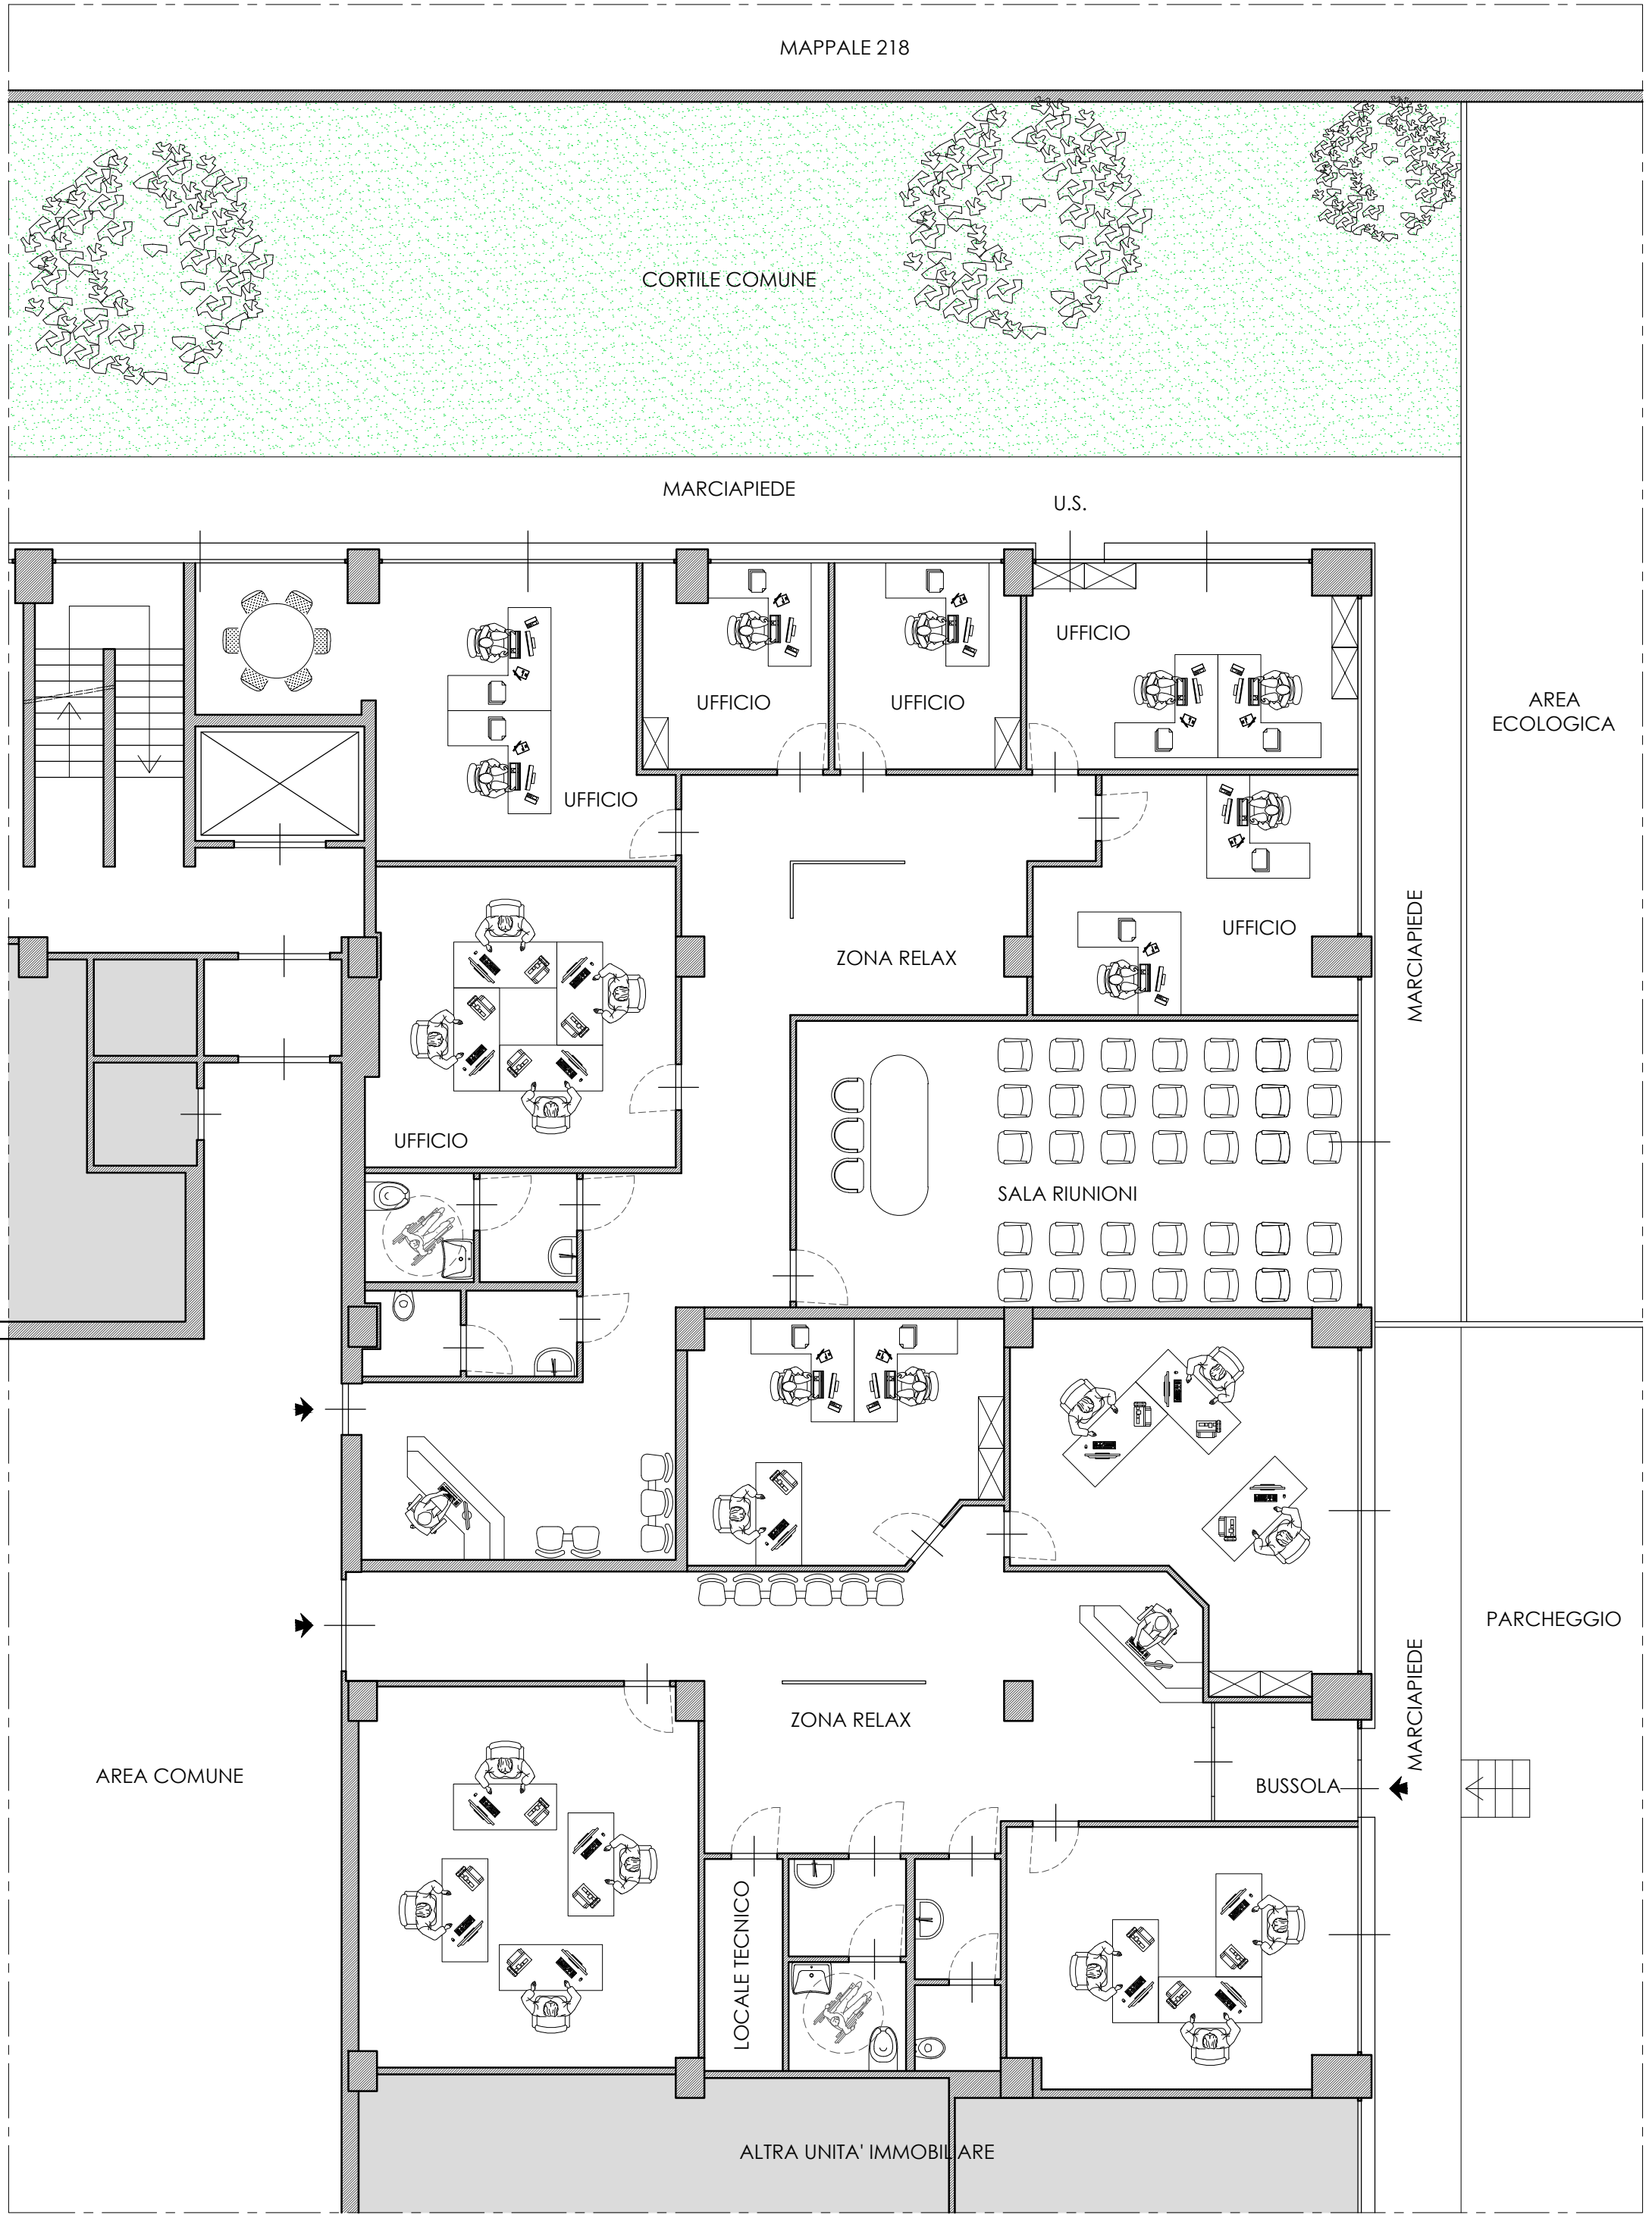 MAPPALE 218
CORTILE COMUNE
MARCIAPIEDE
U.S.
UFFICIO
UFFICIO
UFFICIO
AREA
ECOLOGICA
UFFICIO
UFFICIO
MARCIAPIEDE
ZONA RELAX
UFFICIO
SALA RIUNIONI
PARCHEGGIO
MARCIAPIEDE
ZONA RELAX
AREA COMUNE
BUSSOLA
LOCALE TECNICO
ALTRA UNITA' IMMOBILIARE